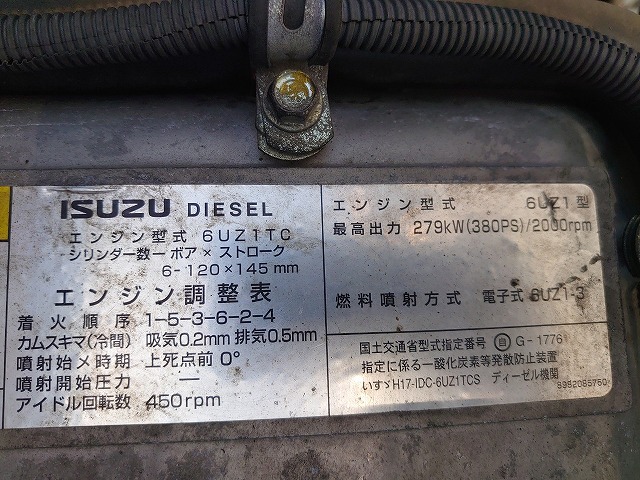 ISUZU DIESEL
エンジン型式 6UZ1TC
シリンダー数ーボア×ストローク
6-120×145mm
エンジン調整表
着火順序 1-5-3-6-2-4
カムスキマ(冷間) 吸気0.2mm 排気0.5mm
噴射始メ時期 上死点前0°
噴射開始圧力 ー
アイドル回転数 450rpm
エンジン型式 6UZ1型
最高出力 279kW(380PS)/2000rpm
燃料噴射方式 電子式 6UZ1-3
国土交通省型式指定番号 自 G-1776
指定に係る一酸化炭素等発散防止装置
いすゞH17-IDC-6UZ1TCS ディーゼル機関
8982085750